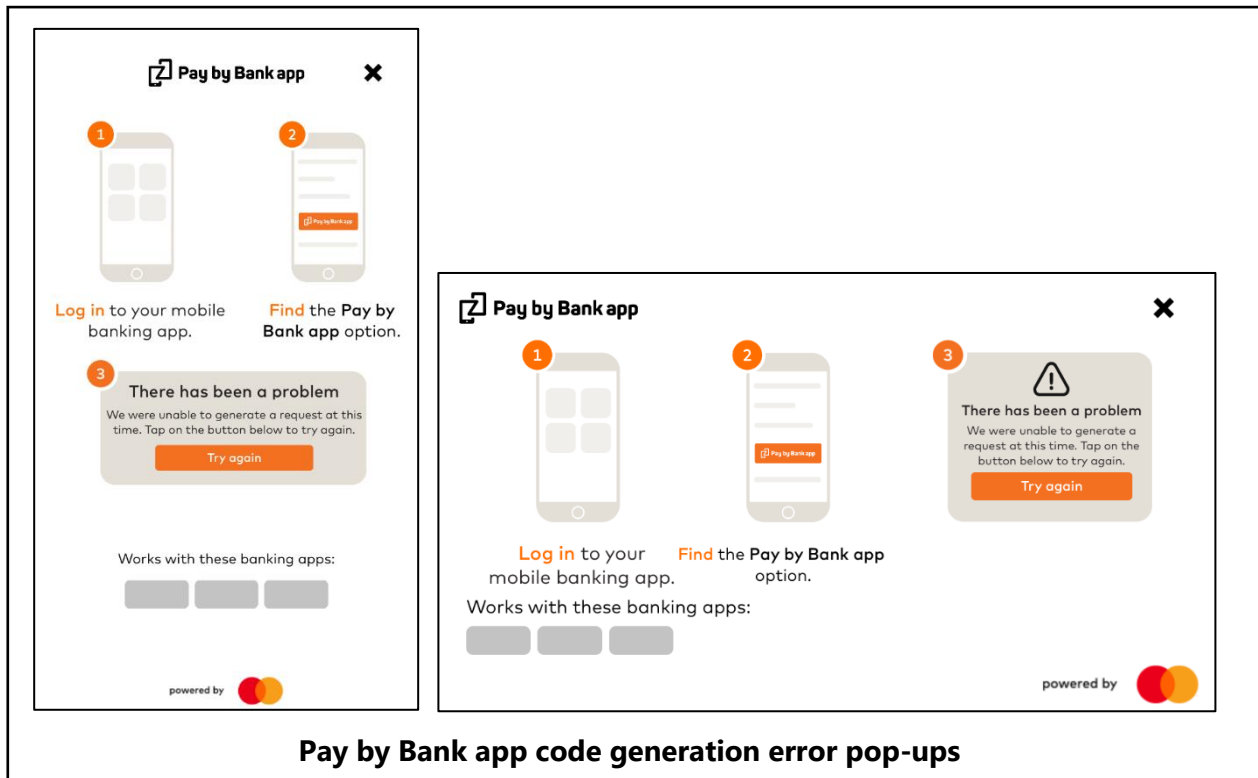 Pay by Bank app
1
2
Pay by Bank app
Log in to your mobile
banking app.
Find the Pay by
Bank app option.
3
There has been a problem
We were unable to generate a request at this
time. Tap on the button below to try again.
Try again
Works with these banking apps:
powered by
Pay by Bank app
1
2
3
Pay by Bank app
There has been a problem
We were unable to generate a
request at this time. Tap on the
button below to try again.
Try again
Log in to your
mobile banking app.
Find the Pay by Bank app
option.
Works with these banking apps:
powered by
Pay by Bank app code generation error pop-ups